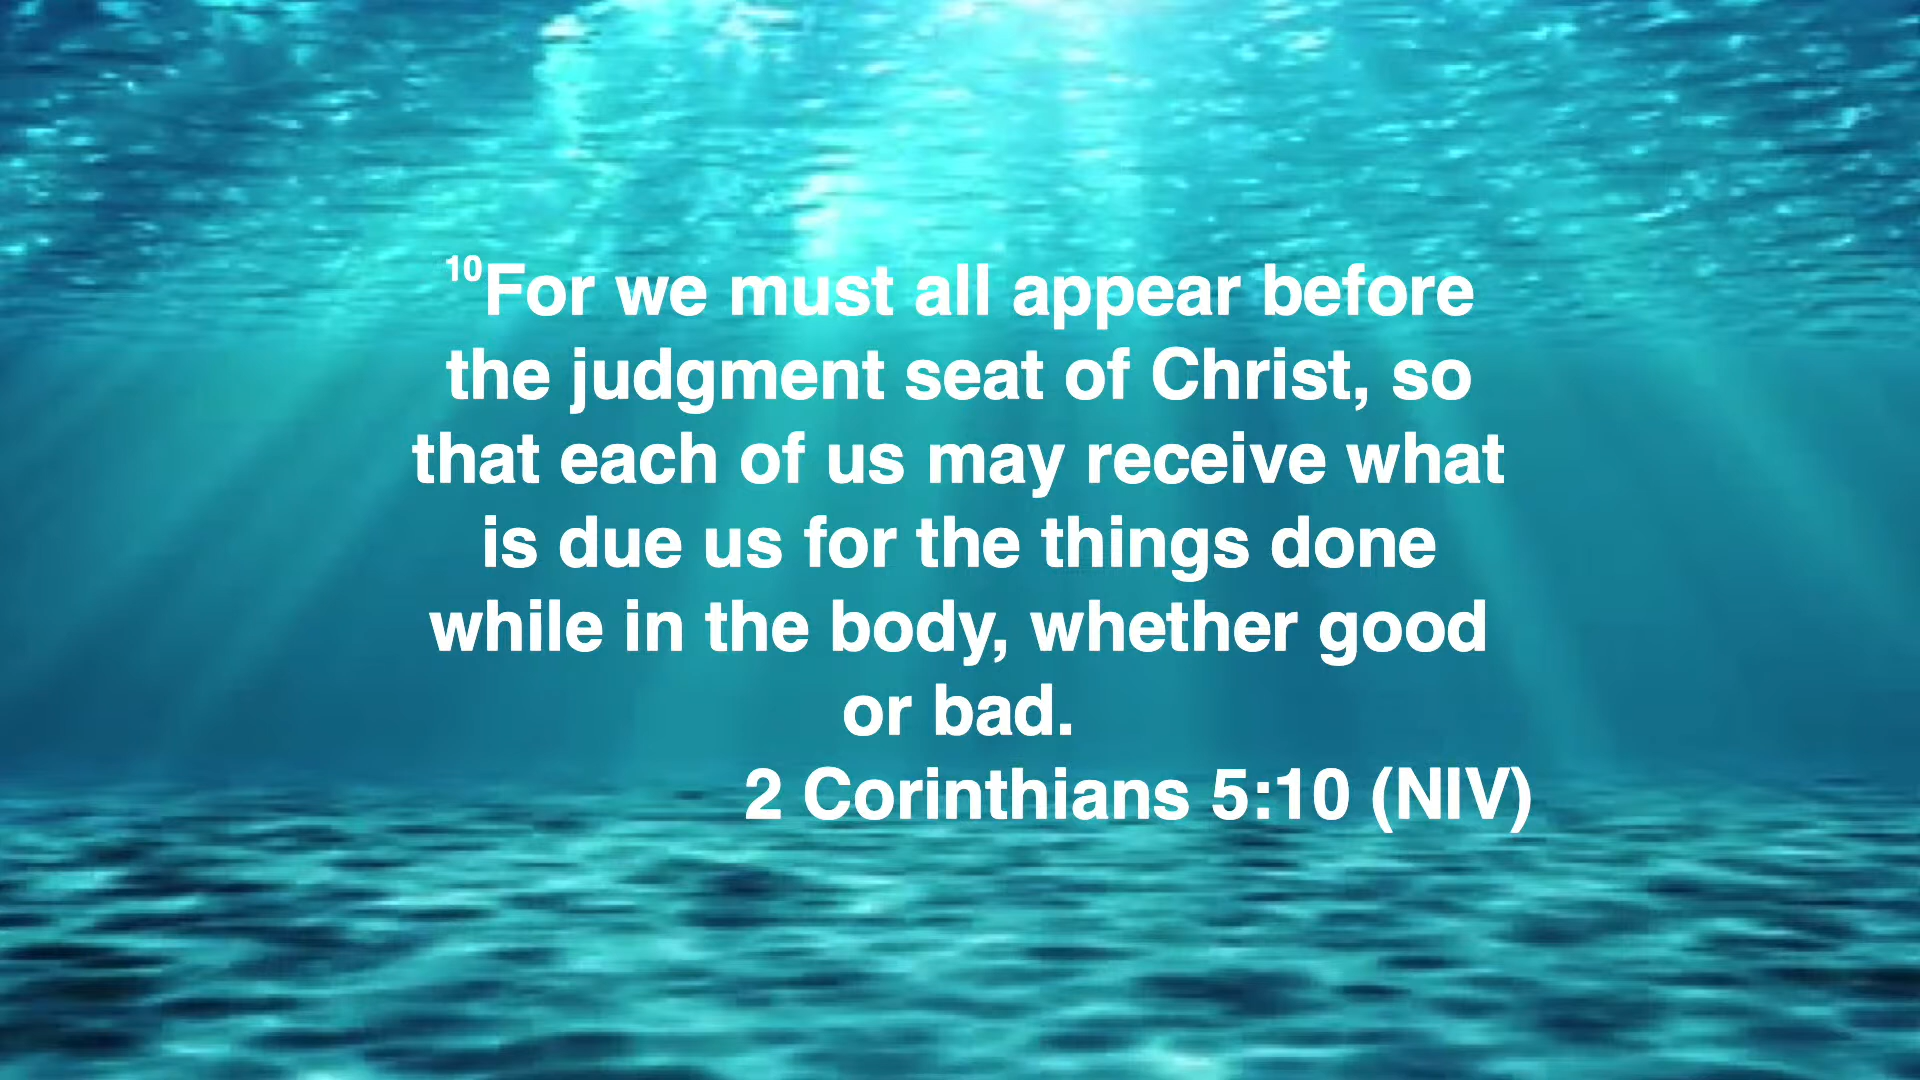 10For we must all appear before
the judgment seat of Christ, so
that each of us may receive what
is due us for the things done
while in the body, whether good
or bad.
2 Corinthians 5:10 (NIV)